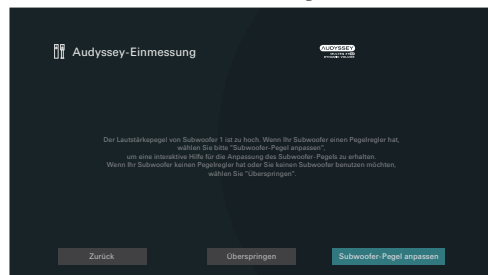 Audyssey-Einmessung
AUDYSSEY
DYNAMIC VOLUME
Der Lautstärkepegel von Subwoofer 1 ist zu hoch. Wenn Ihr Subwoofer einen Pegelregler hat,
wählen Sie bitte "Subwoofer-Pegel anpassen",
um eine interaktive Hilfe für die Anpassung des Subwoofer-Pegels zu erhalten.
Wenn Ihr Subwoofer keinen Pegelregler hat oder Sie keinen Subwoofer benutzen möchten,
wählen Sie "Überspringen".
Zurück
Überspringen
Subwoofer-Pegel anpassen